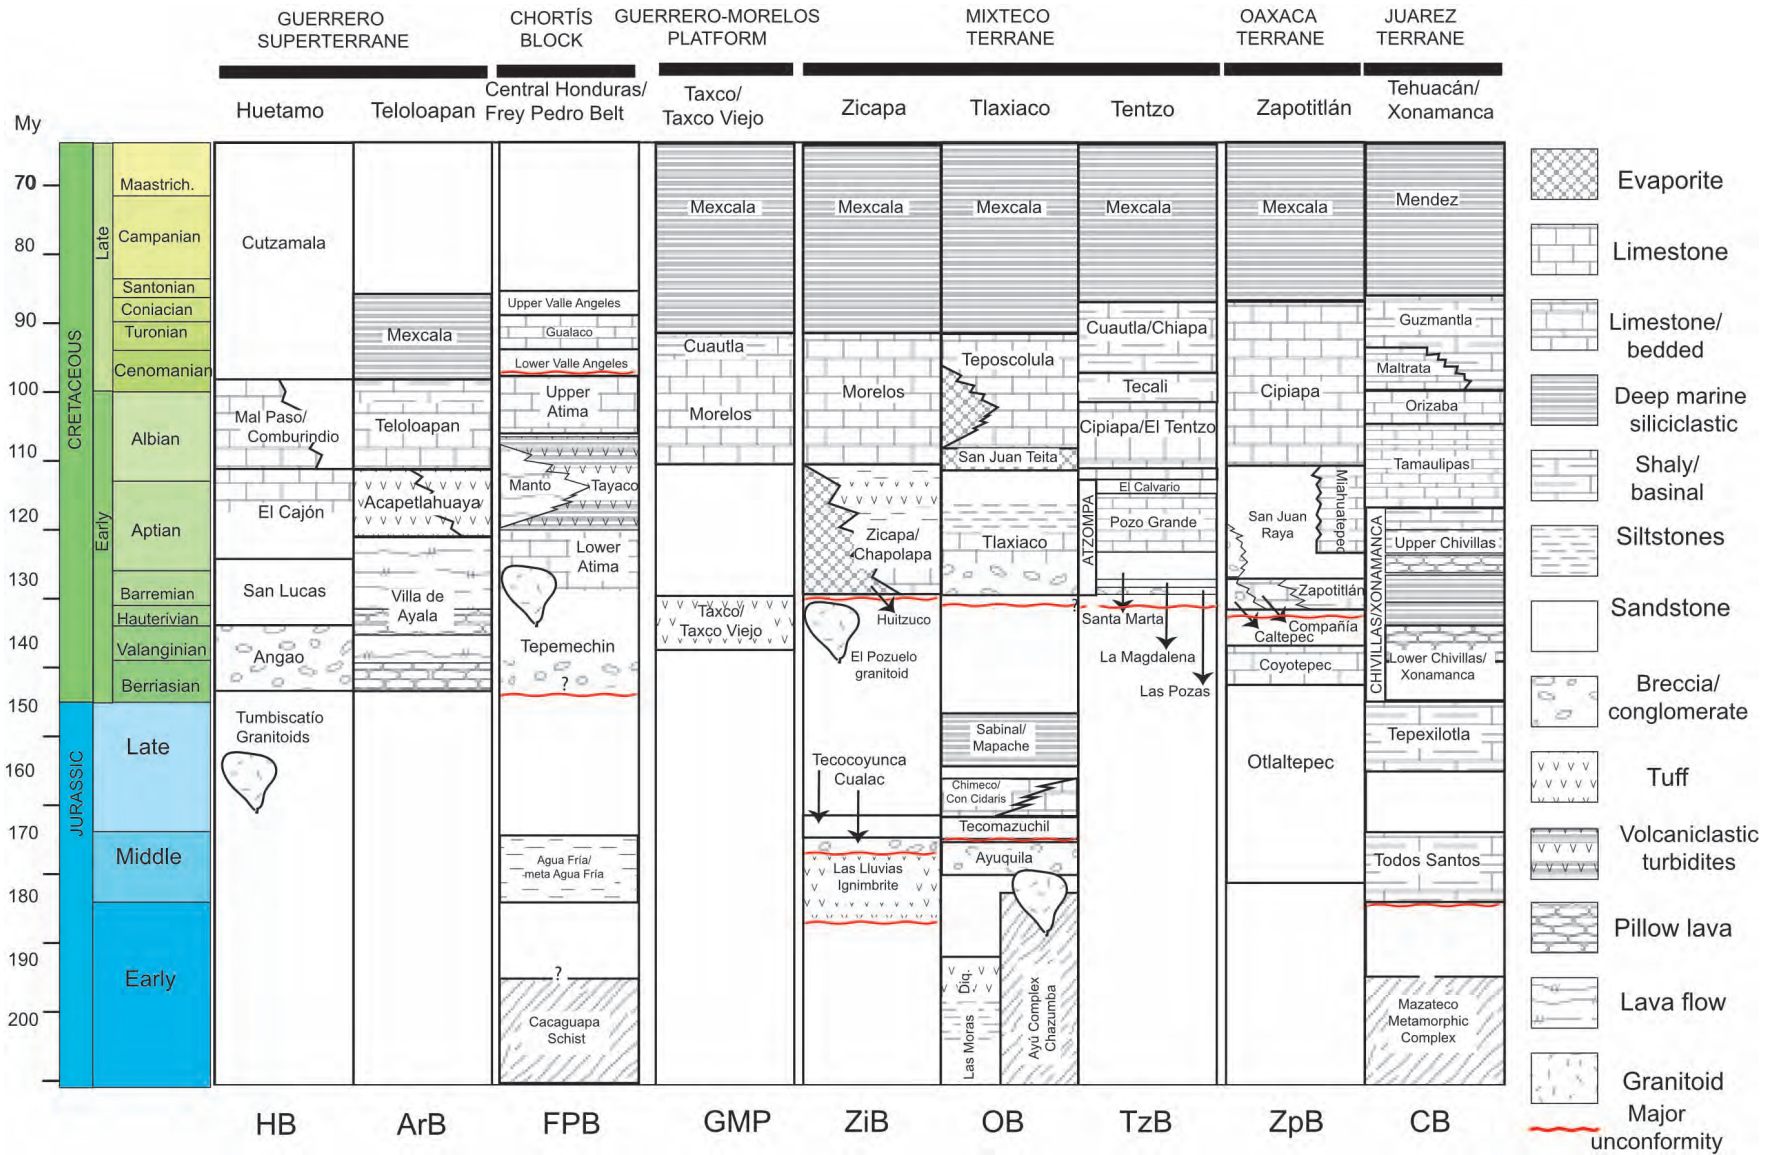 GUERRERO
SUPERTERRANE
CHORTÍS
BLOCK
GUERRERO-MORELOS
PLATFORM
MIXTECO
TERRANE
OAXACA
TERRANE
JUAREZ
TERRANE
Huetamo
Teloloapan
Central Honduras/
Frey Pedro Belt
Taxco/
Taxco Viejo
Zicapa
Tlaxiaco
Tentzo
Zapotitlán
Tehuacán/
Xonamanca
My
70
80
90
100
110
120
130
140
150
160
170
180
190
200
CRETACEOUS
JURASSIC
Late
Early
Maastrich.
Campanian
Santonian
Coniacian
Turonian
Cenomanian
Albian
Aptian
Barremian
Hauterivian
Valanginian
Berriasian
Late
Middle
Early
Cutzamala
Mal Paso/
Comburindio
El Cajón
San Lucas
Angao
Tumbiscatío
Granitoids
Mexcala
Teloloapan
Acapetlahuaya
Villa de
Ayala
Upper Valle Angeles
Gualaco
Lower Valle Angeles
Upper
Atima
Manto
Tayaco
Lower
Atima
Tepemechin
?
Agua Fría/
meta Agua Fría
?
Cacaguapa
Schist
Mexcala
Cuautla
Morelos
Taxco/
Taxco Viejo
Mexcala
Morelos
Zicapa/
Chapolapa
Huitzuco
El Pozuelo
granitoid
Tecocoyunca
Cualac
Las Lluvias
Ignimbrite
Mexcala
Teposcolula
San Juan Teita
Tlaxiaco
?
Sabinal/
Mapache
Chimeco/
Con Cidaris
Tecomazuchil
Ayuquila
Diq.
Las Moras
Ayú Complex
Chazumba
Mexcala
Cuautla/Chiapa
Tecali
Cipiapa/El Tentzo
El Calvario
ATZOMPA
Pozo Grande
Santa Marta
La Magdalena
Las Pozas
Mexcala
Cipiapa
San Juan
Raya
Miahuatepec
Zapotitlán
Compañía
Caltepec
Coyotepec
Otlaltepec
Mendez
Guzmantla
Maltrata
Orizaba
Tamaulipas
CHIVILLAS/XONAMANCA
Upper Chivillas
Lower Chivillas/
Xonamanca
Tepexilotla
Todos Santos
Mazateco
Metamorphic
Complex
HB
ArB
FPB
GMP
ZiB
OB
TzB
ZpB
CB
Evaporite
Limestone
Limestone/
bedded
Deep marine
siliciclastic
Shaly/
basinal
Siltstones
Sandstone
Breccia/
conglomerate
Tuff
Volcaniclastic
turbidites
Pillow lava
Lava flow
Granitoid
Major
unconformity